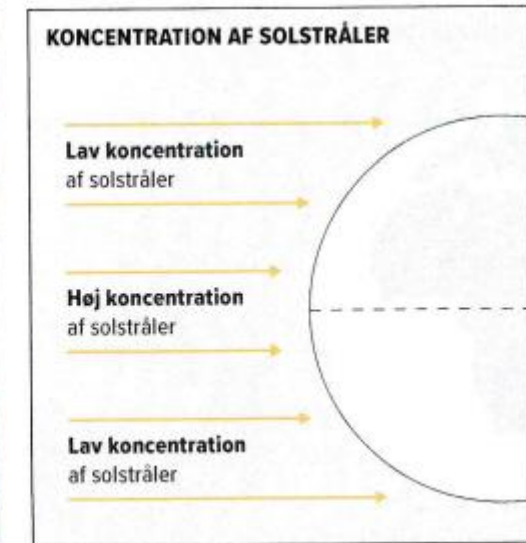 KONCENTRATION AF SOLSTRÅLER
Lav koncentration
af solstråler
Høj koncentration
af solstråler
Lav koncentration
af solstråler